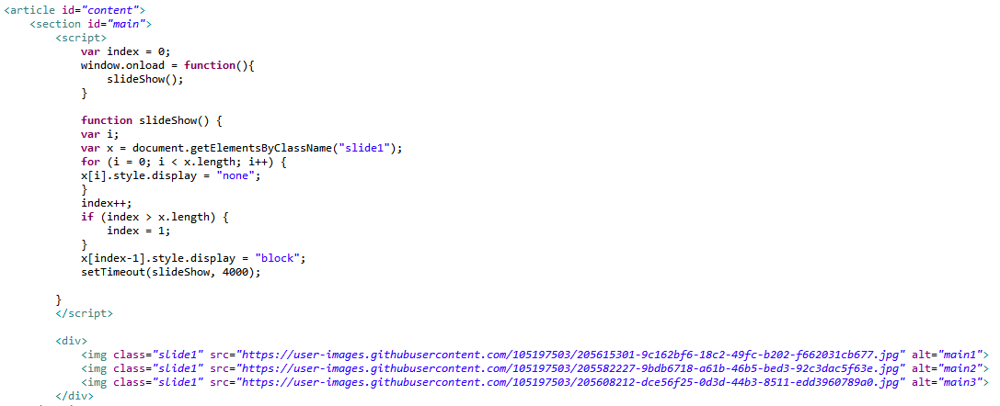 <article id="content">
<section id="main">
<script>
var index = 0;
window.onload = function(){
slideShow();
}
function slideShow() {
var i;
var x = document.getElementsByClassName("slide1");
for (i = 0; i < x.length; i++) {
x[i].style.display = "none";
}
index++;
if (index > x.length) {
index = 1;
}
x[index-1].style.display = "block";
setTimeout(slideShow, 4000);
}
</script>
<div>
<img class="slide1" src="https://user-images.githubusercontent.com/105197503/205615301-9c162bf6-18c2-49fc-b202-f662031cb677.jpg" alt="main1">
<img class="slide1" src="https://user-images.githubusercontent.com/105197503/205582227-9bdb6718-a61b-46b5-bed3-92c3dac5f63e.jpg" alt="main2">
<img class="slide1" src="https://user-images.githubusercontent.com/105197503/205608212-dce56f25-0d3d-44b3-8511-edd3960789a0.jpg" alt="main3">
</div>